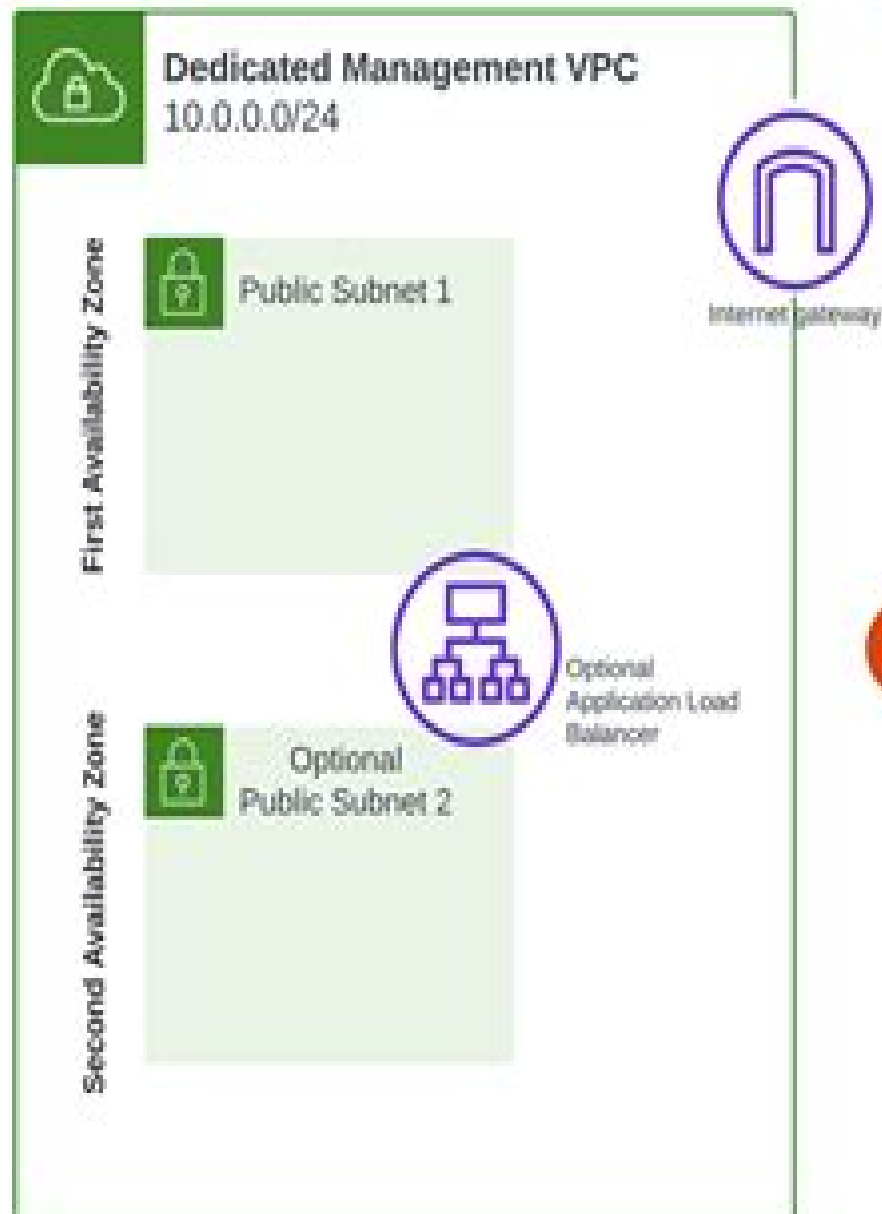 Dedicated Management VPC
10.0.0.0/24
Internet gateway
First Availability Zone
Public Subnet 1
Optional
Application Load
Balancer
Second Availability Zone
Optional
Public Subnet 2